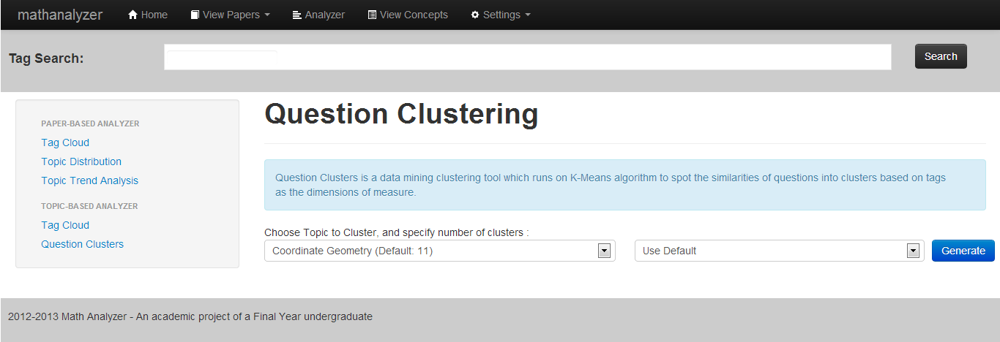 mathanalyzer Home View Papers Analyzer View Concepts Settings
Tag Search: Search
PAPER-BASED ANALYZER
Tag Cloud
Topic Distribution
Topic Trend Analysis
TOPIC-BASED ANALYZER
Tag Cloud
Question Clusters
Question Clustering
Question Clusters is a data mining clustering tool which runs on K-Means algorithm to spot the similarities of questions into clusters based on tags
as the dimensions of measure.
Choose Topic to Cluster, and specify number of clusters :
Coordinate Geometry (Default: 11) Use Default Generate
2012-2013 Math Analyzer - An academic project of a Final Year undergraduate